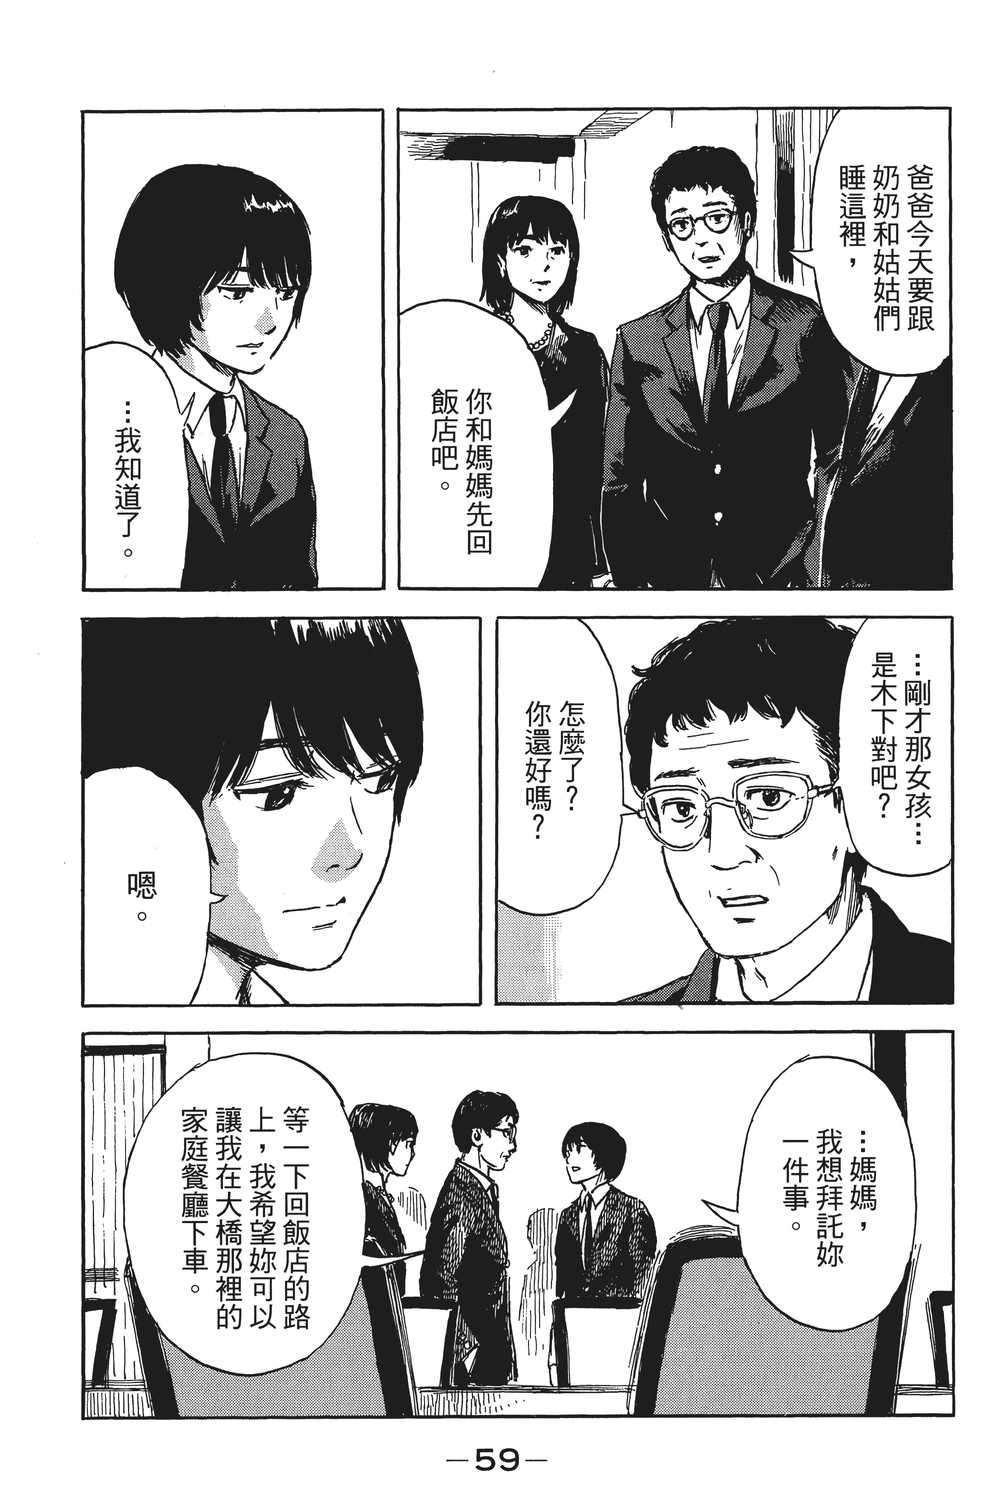 爸爸今天要跟
奶奶和姑姑們
睡這裡，
你和媽媽先回
飯店吧。
…我知道了。
…剛才那女孩…
是木下對吧？
怎麼了？
你還好嗎？
嗯。
…媽媽，
我想拜託妳
一件事。
等一下回飯店的路
上，我希望妳可以
讓我在大橋那裡的
家庭餐廳下車。
—59—